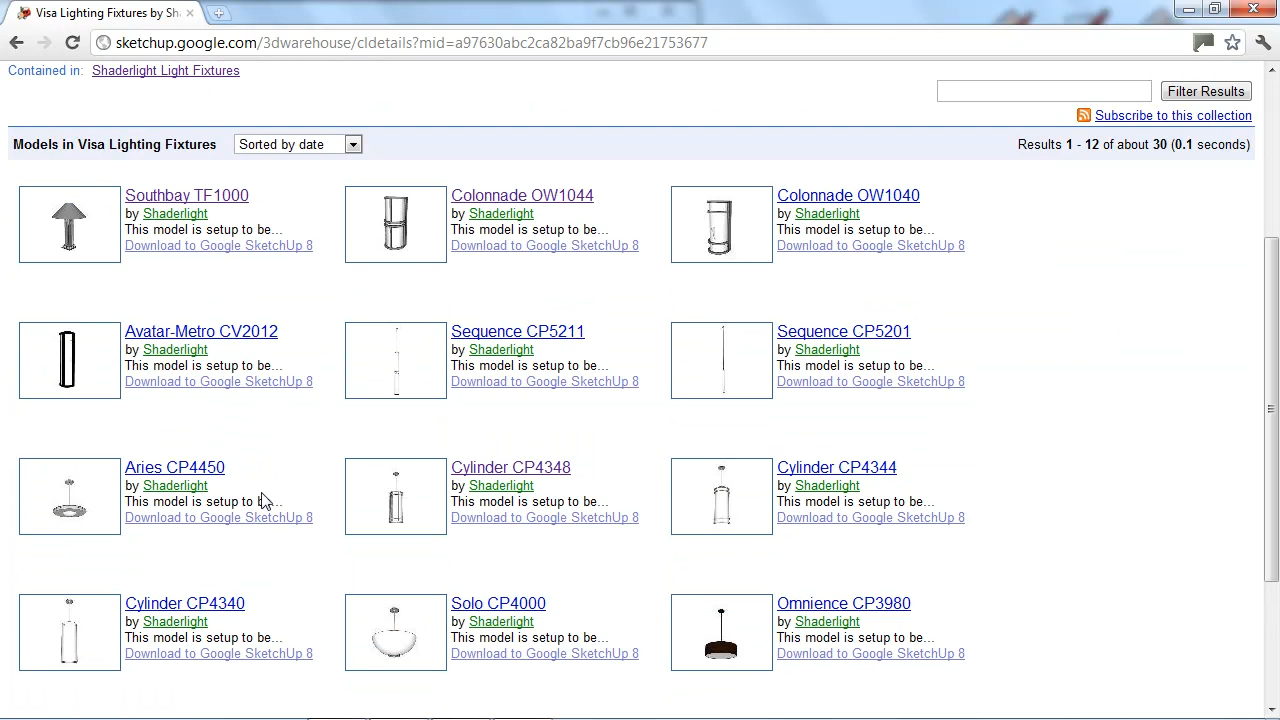 Visa Lighting Fixtures by Sh
sketchup.google.com/3dwarehouse/cldetails?mid=a97630abc2ca82ba9f7cb96e21753677
Contained in: Shaderlight Light Fixtures
Filter Results
Subscribe to this collection
Models in Visa Lighting Fixtures Sorted by date Results 1 - 12 of about 30 (0.1 seconds)
Southbay TF1000
by Shaderlight
This model is setup to be...
Download to Google SketchUp 8
Colonnade OW1044
by Shaderlight
This model is setup to be...
Download to Google SketchUp 8
Colonnade OW1040
by Shaderlight
This model is setup to be...
Download to Google SketchUp 8
Avatar-Metro CV2012
by Shaderlight
This model is setup to be...
Download to Google SketchUp 8
Sequence CP5211
by Shaderlight
This model is setup to be...
Download to Google SketchUp 8
Sequence CP5201
by Shaderlight
This model is setup to be...
Download to Google SketchUp 8
Aries CP4450
by Shaderlight
This model is setup to be...
Download to Google SketchUp 8
Cylinder CP4348
by Shaderlight
This model is setup to be...
Download to Google SketchUp 8
Cylinder CP4344
by Shaderlight
This model is setup to be...
Download to Google SketchUp 8
Cylinder CP4340
by Shaderlight
This model is setup to be...
Download to Google SketchUp 8
Solo CP4000
by Shaderlight
This model is setup to be...
Download to Google SketchUp 8
Omnience CP3980
by Shaderlight
This model is setup to be...
Download to Google SketchUp 8